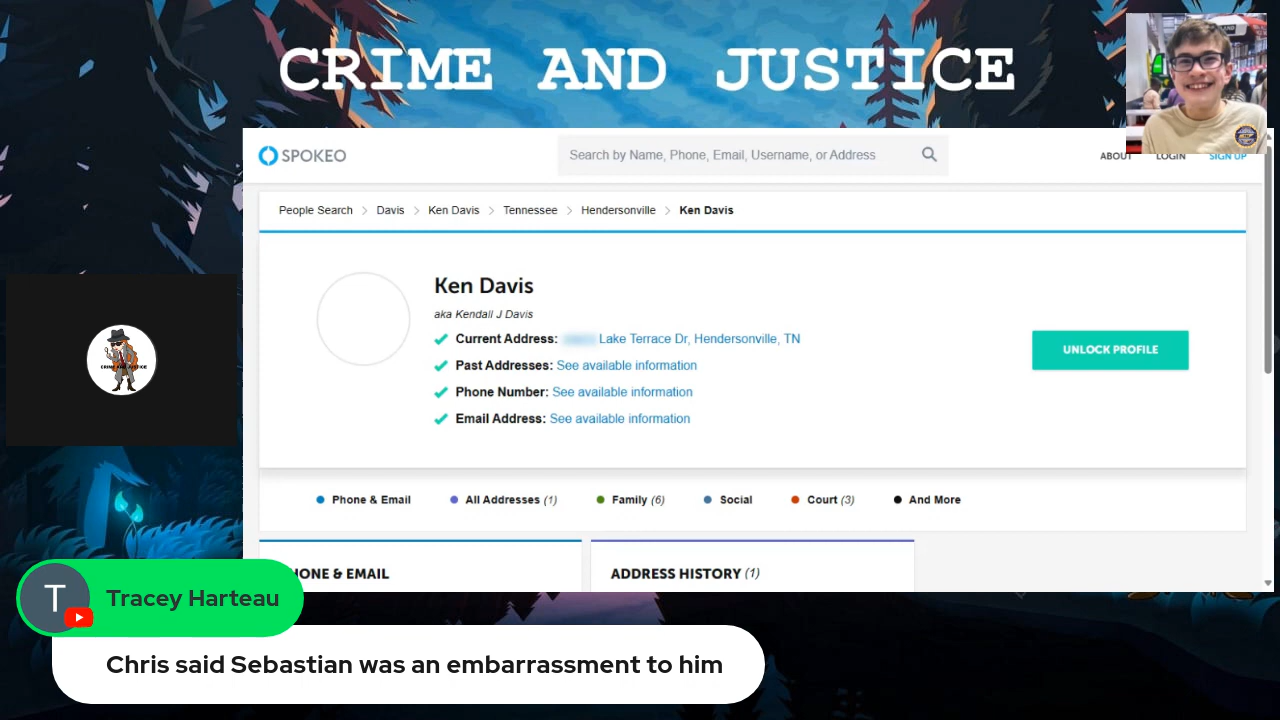 CRIME AND JUSTICE
SPOKEO
Search by Name, Phone, Email, Username, or Address
ABOUT LOGIN SIGN UP
People Search > Davis > Ken Davis > Tennessee > Hendersonville > Ken Davis
Ken Davis
aka Kendall J Davis
Current Address: Lake Terrace Dr, Hendersonville, TN
Past Addresses: See available information
Phone Number: See available information
Email Address: See available information
UNLOCK PROFILE
Phone & Email All Addresses (1) Family (6) Social Court (3) And More
HONE & EMAIL
ADDRESS HISTORY (1)
CRIME AND JUSTICE
T
Tracey Harteau
Chris said Sebastian was an embarrassment to him